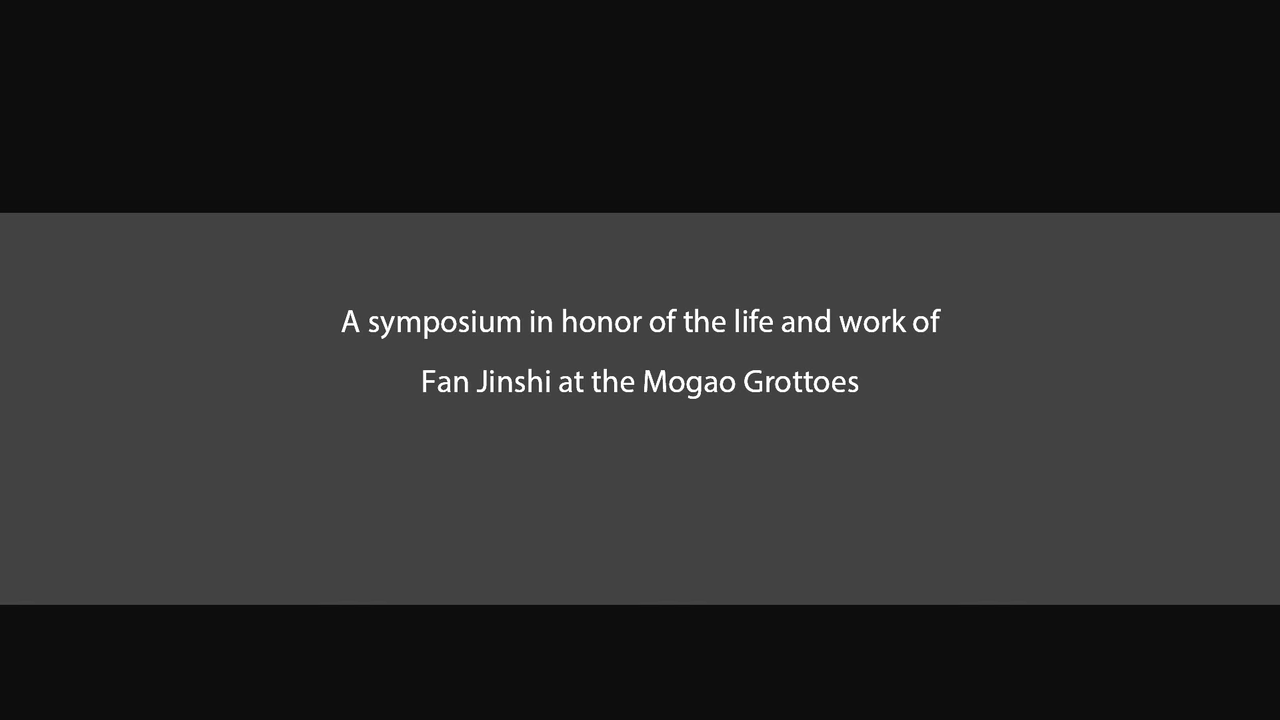 A symposium in honor of the life and work of
Fan Jinshi at the Mogao Grottoes